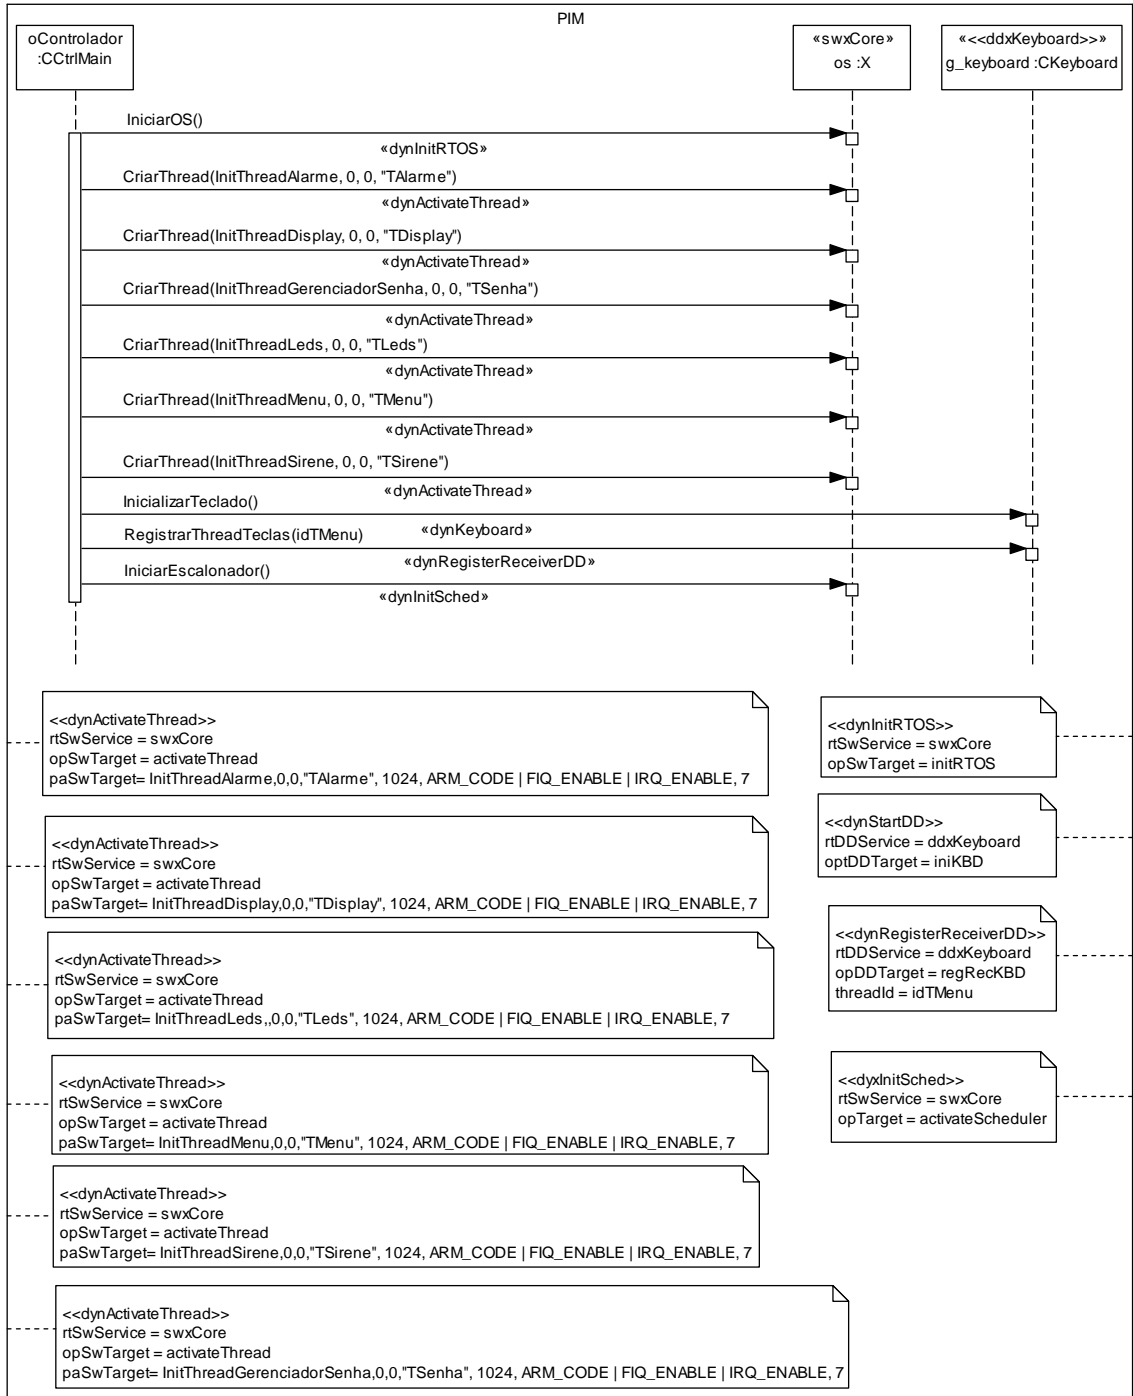 PIM
oControlador
:CCtrlMain
«swxCore»
os :X
«<<ddxKeyboard>>»
g_keyboard :CKeyboard
IniciarOS()
«dynInitRTOS»
CriarThread(InitThreadAlarme, 0, 0, "TAlarme")
«dynActivateThread»
CriarThread(InitThreadDisplay, 0, 0, "TDisplay")
«dynActivateThread»
CriarThread(InitThreadGerenciadorSenha, 0, 0, "TSenha")
«dynActivateThread»
CriarThread(InitThreadLeds, 0, 0, "TLeds")
«dynActivateThread»
CriarThread(InitThreadMenu, 0, 0, "TMenu")
«dynActivateThread»
CriarThread(InitThreadSirene, 0, 0, "TSirene")
«dynActivateThread»
InicializarTeclado()
«dynKeyboard»
RegistrarThreadTeclas(idTMenu)
«dynRegisterReceiverDD»
IniciarEscalonador()
«dynInitSched»
<<dynActivateThread>>
rtSwService = swxCore
opSwTarget = activateThread
paSwTarget= InitThreadAlarme,0,0,"TAlarme", 1024, ARM_CODE | FIQ_ENABLE | IRQ_ENABLE, 7
<<dynInitRTOS>>
rtSwService = swxCore
opSwTarget = initRTOS
<<dynActivateThread>>
rtSwService = swxCore
opSwTarget = activateThread
paSwTarget= InitThreadDisplay,0,0,"TDisplay", 1024, ARM_CODE | FIQ_ENABLE | IRQ_ENABLE, 7
<<dynStartDD>>
rtDDService = ddxKeyboard
optDDTarget = iniKBD
<<dynActivateThread>>
rtSwService = swxCore
opSwTarget = activateThread
paSwTarget= InitThreadLeds,,0,0,"TLeds", 1024, ARM_CODE | FIQ_ENABLE | IRQ_ENABLE, 7
<<dynRegisterReceiverDD>>
rtDDService = ddxKeyboard
opDDTarget = regRecKBD
threadId = idTMenu
<<dynActivateThread>>
rtSwService = swxCore
opSwTarget = activateThread
paSwTarget= InitThreadMenu,0,0,"TMenu", 1024, ARM_CODE | FIQ_ENABLE | IRQ_ENABLE, 7
<<dyxInitSched>>
rtSwService = swxCore
opTarget = activateScheduler
<<dynActivateThread>>
rtSwService = swxCore
opSwTarget = activateThread
paSwTarget= InitThreadSirene,0,0,"TSirene", 1024, ARM_CODE | FIQ_ENABLE | IRQ_ENABLE, 7
<<dynActivateThread>>
rtSwService = swxCore
opSwTarget = activateThread
paSwTarget= InitThreadGerenciadorSenha,0,0,"TSenha", 1024, ARM_CODE | FIQ_ENABLE | IRQ_ENABLE, 7